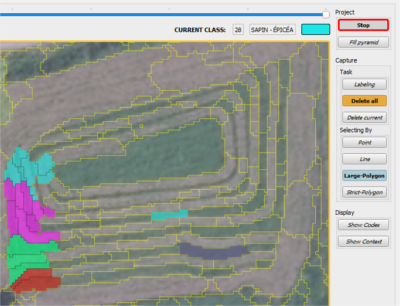 Project
CURRENT CLASS: 28 SAPIN - ÉPICÉA
Stop
Fill pyramid
Capture
Task
Labeling
Delete all
Delete current
Selecting By
Point
Line
Large-Polygon
Strict-Polygon
Display
Show Codes
Show Context